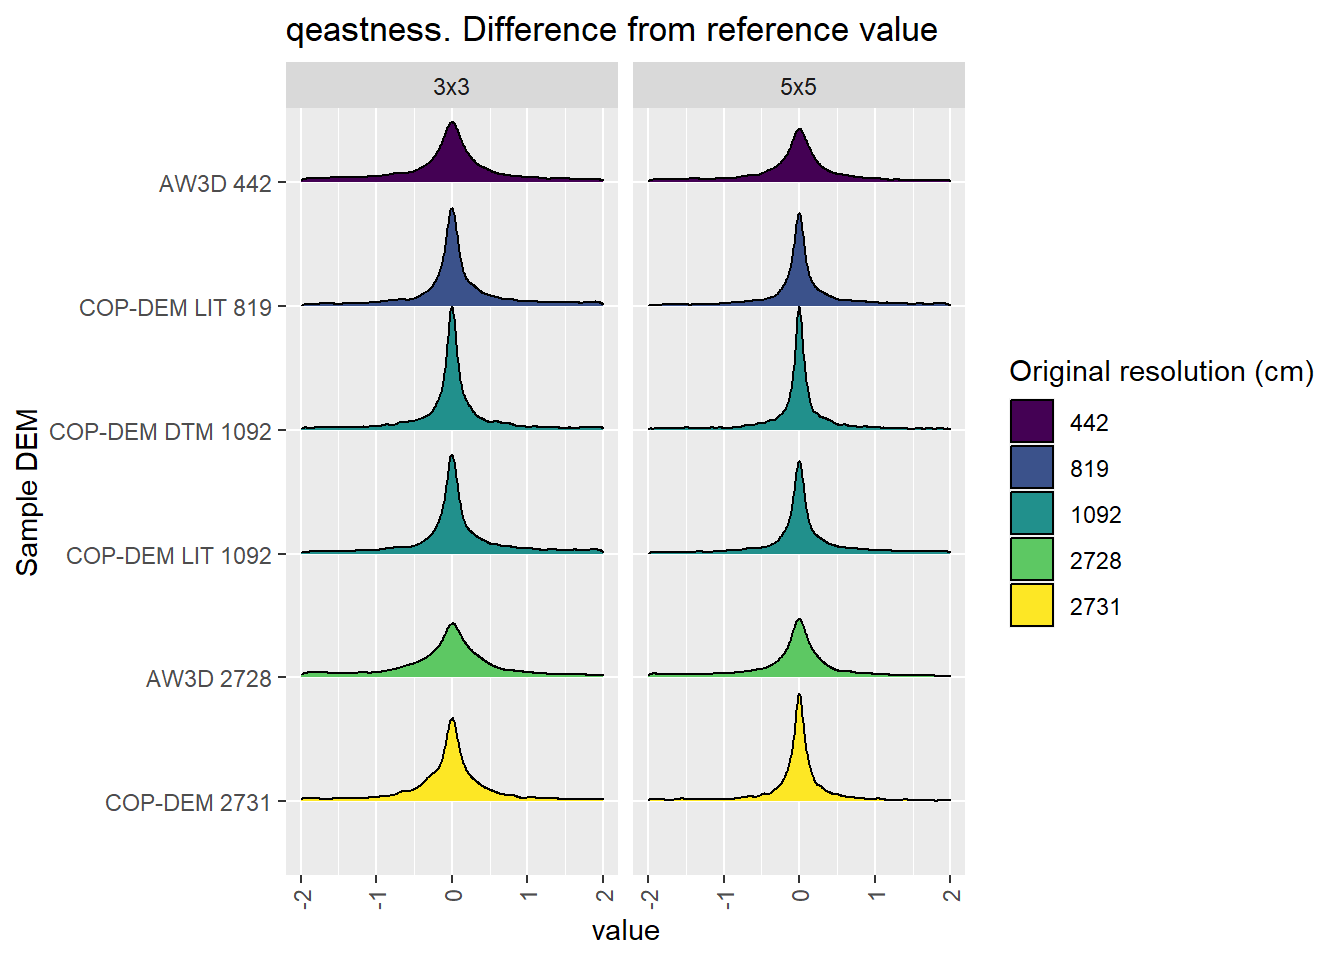 qeastness. Difference from reference value
3x3
5x5
Sample DEM
AW3D 442
COP-DEM LIT 819
COP-DEM DTM 1092
COP-DEM LIT 1092
AW3D 2728
COP-DEM 2731
-2 -1 0 1 2
-2 -1 0 1 2
value
Original resolution (cm)
442
819
1092
2728
2731